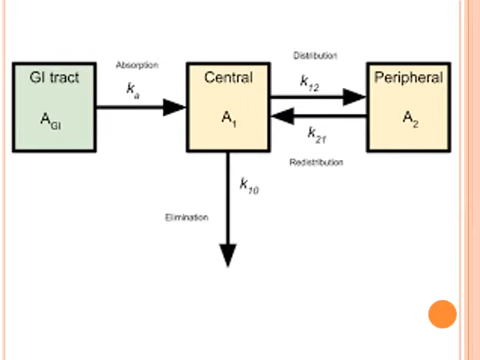 Absorption
Distribution
GI tract
k_a
Central
k_12
Peripheral
A_GI
A_1
A_2
k_21
Redistribution
k_10
Elimination